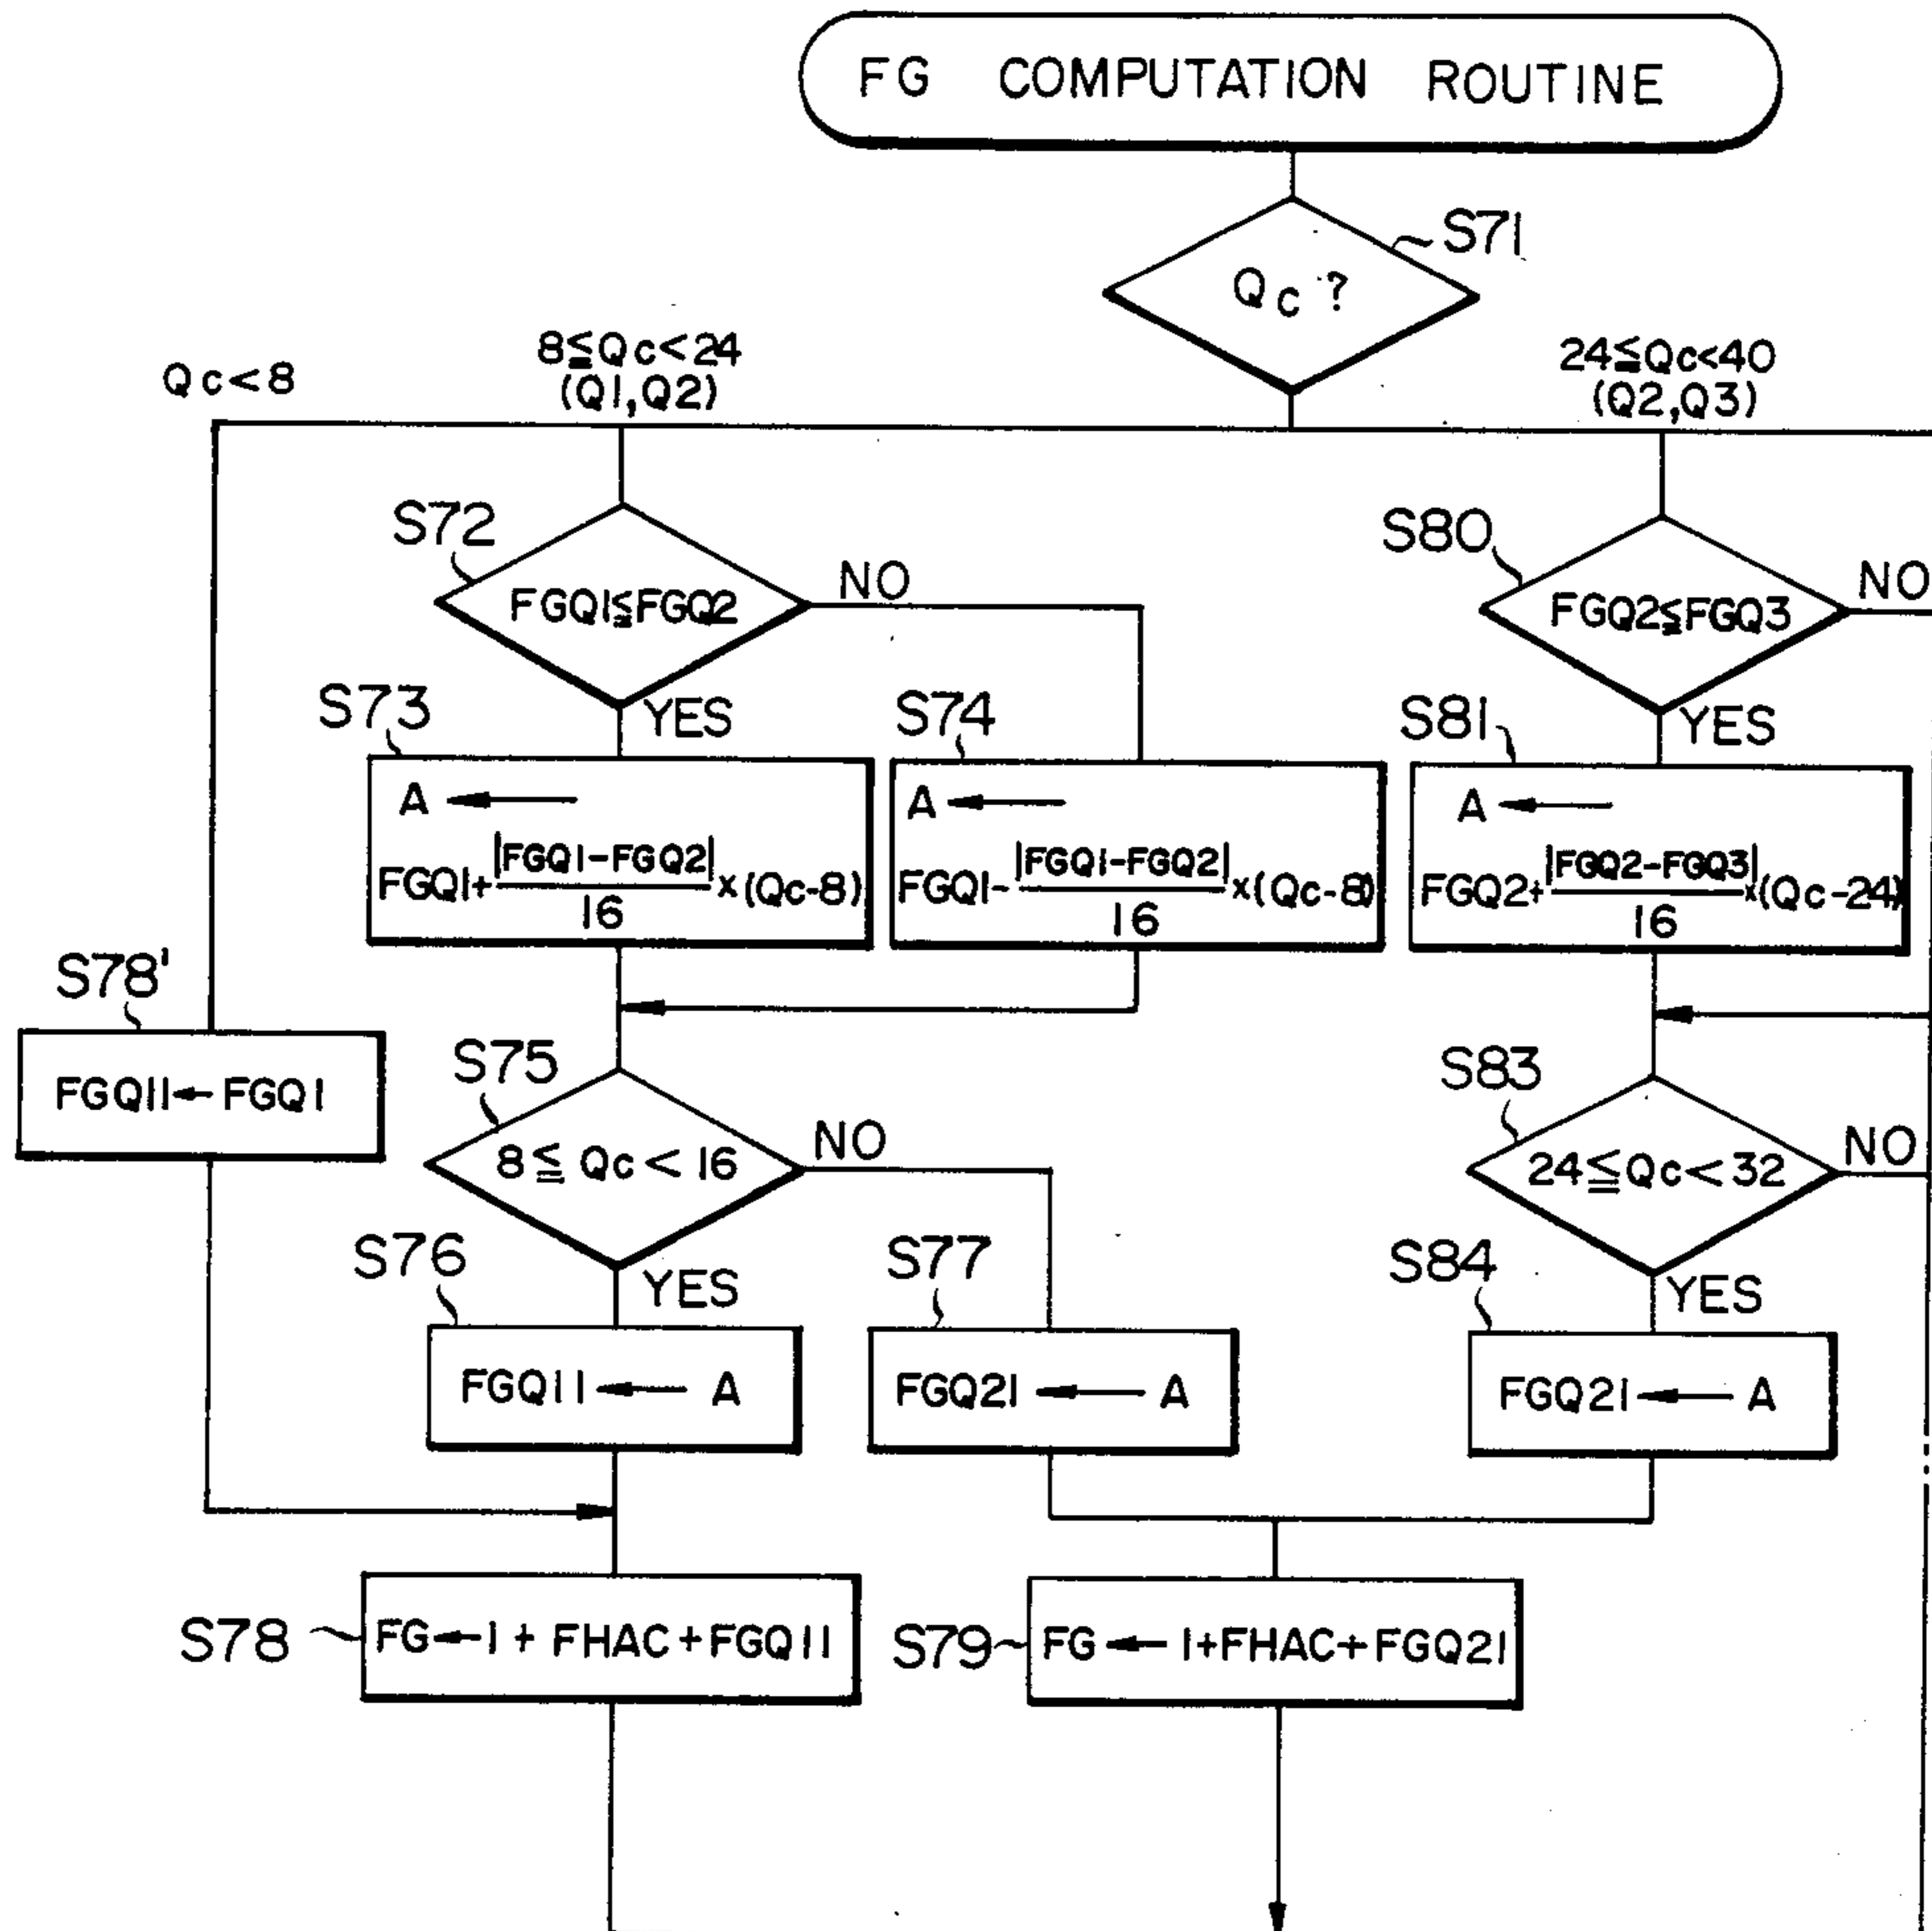 FG COMPUTATION ROUTINE
S71
Qc ?
Qc<8
8≦Qc<24
(Q1,Q2)
24≦Qc<40
(Q2,Q3)
S72
FGQ1≦FGQ2
NO
YES
S80
FGQ2≦FGQ3
NO
YES
S73
A ←
FGQ1+|FGQ1-FGQ2|/16×(Qc-8)
S74
A ←
FGQ1-|FGQ1-FGQ2|/16×(Qc-8)
S81
A ←
FGQ2+|FGQ2-FGQ3|/16×(Qc-24)
S78'
FGQ11←FGQ1
S75
8≦Qc<16
NO
YES
S83
24≦Qc<32
NO
YES
S76
FGQ11←A
S77
FGQ21←A
S84
FGQ21←A
S78
FG←1+FHAC+FGQ11
S79
FG←1+FHAC+FGQ21